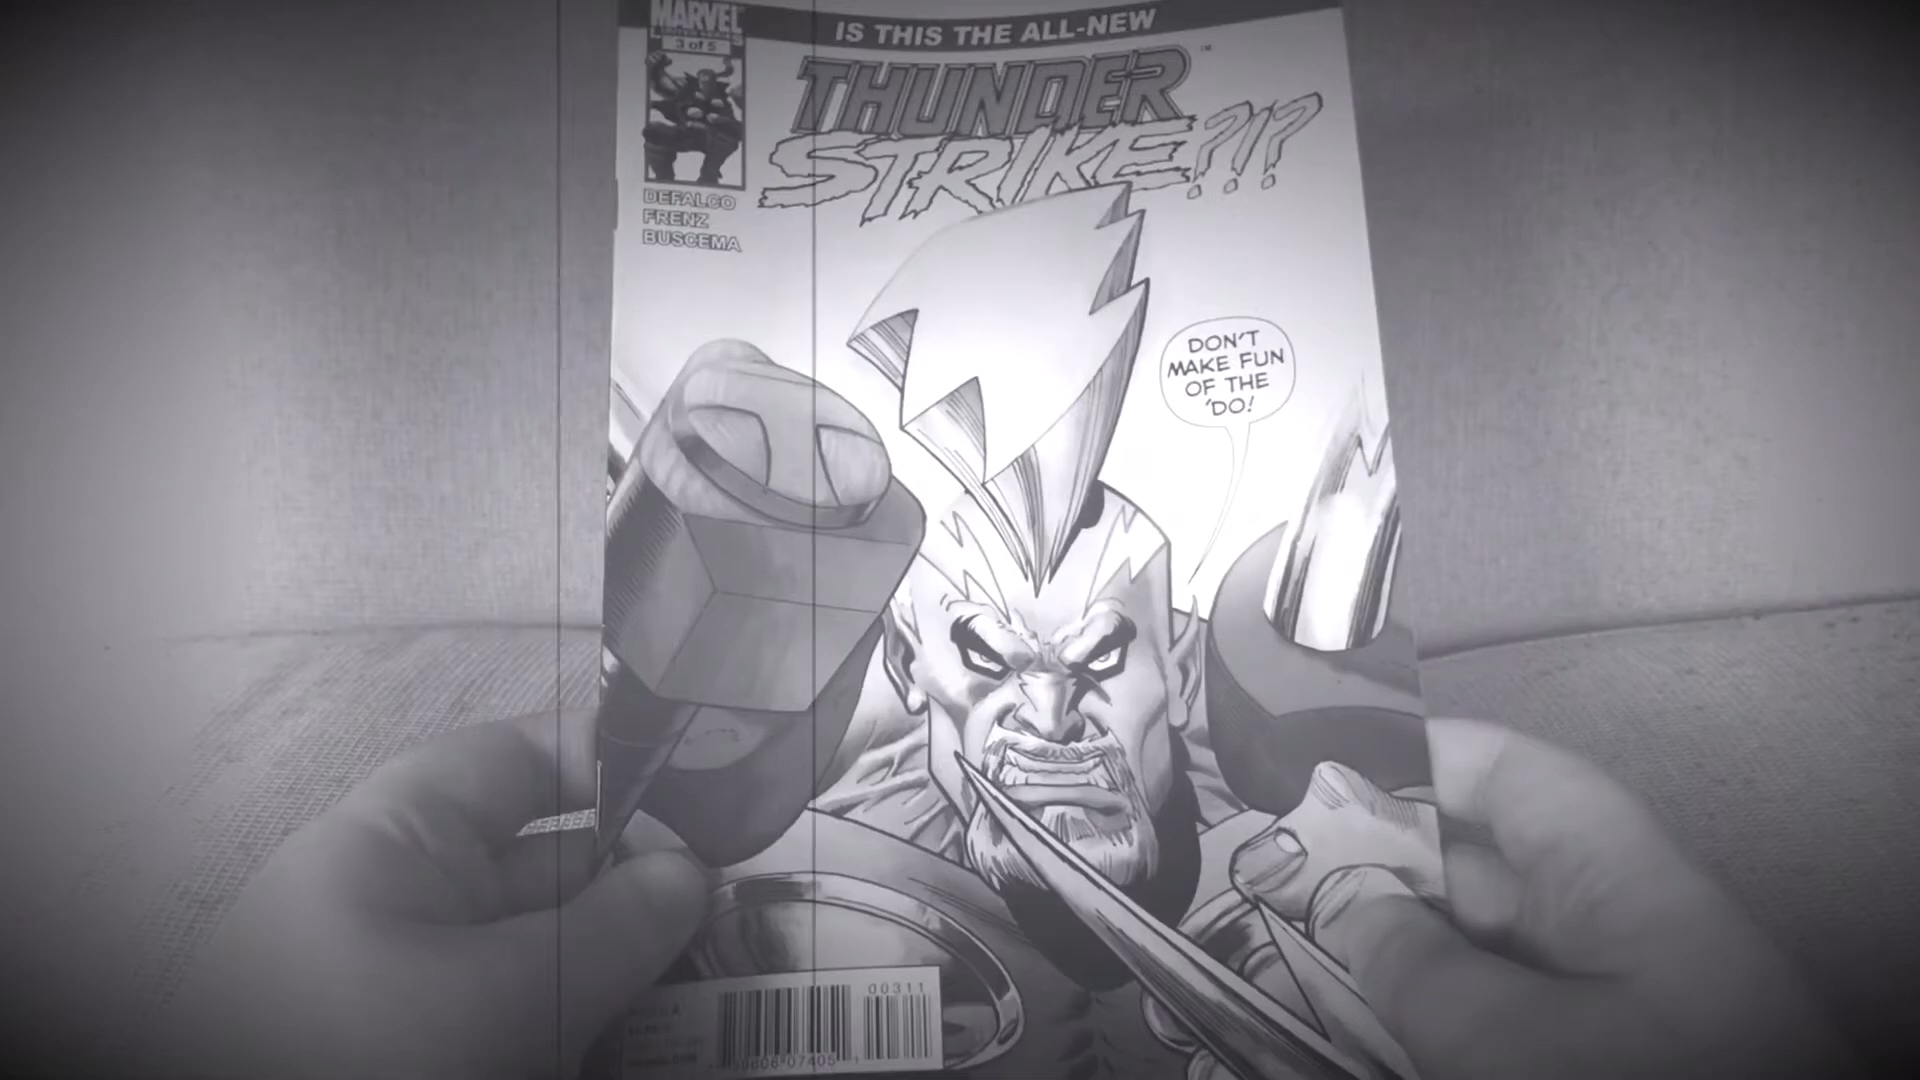 MARVEL
3 of 5
IS THIS THE ALL-NEW
THUNDER
STRIKE?!?
DEFALCO
FRENZ
BUSCEMA
DON'T
MAKE FUN
OF THE
'DO!
00311